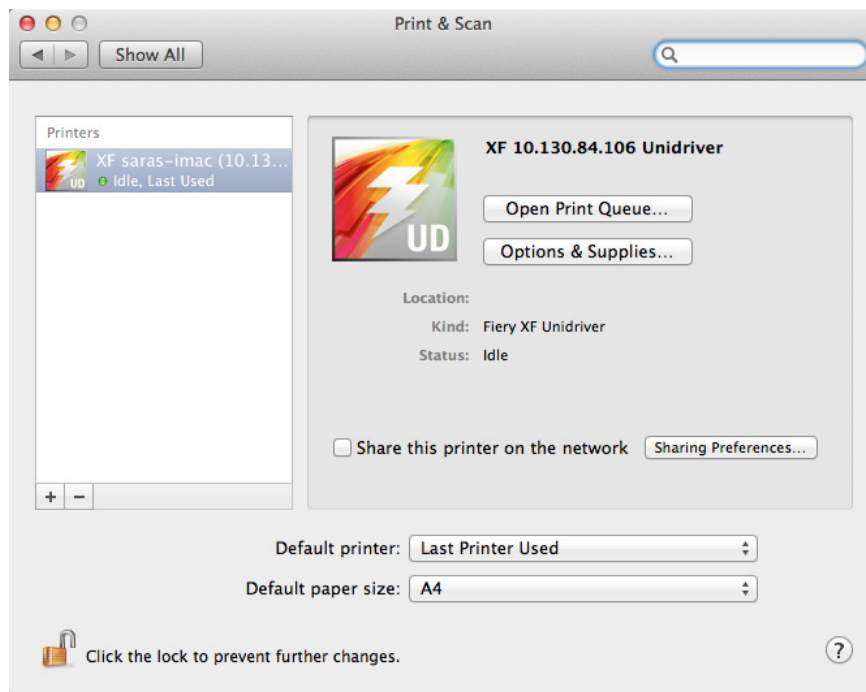 Print & Scan
Show All
Printers
XF saras-imac (10.13...
UD
Idle, Last Used
XF 10.130.84.106 Unidriver
UD
Open Print Queue...
Options & Supplies...
Location:
Kind: Fiery XF Unidriver
Status: Idle
Share this printer on the network
Sharing Preferences...
+ −
Default printer: Last Printer Used
Default paper size: A4
Click the lock to prevent further changes.
?